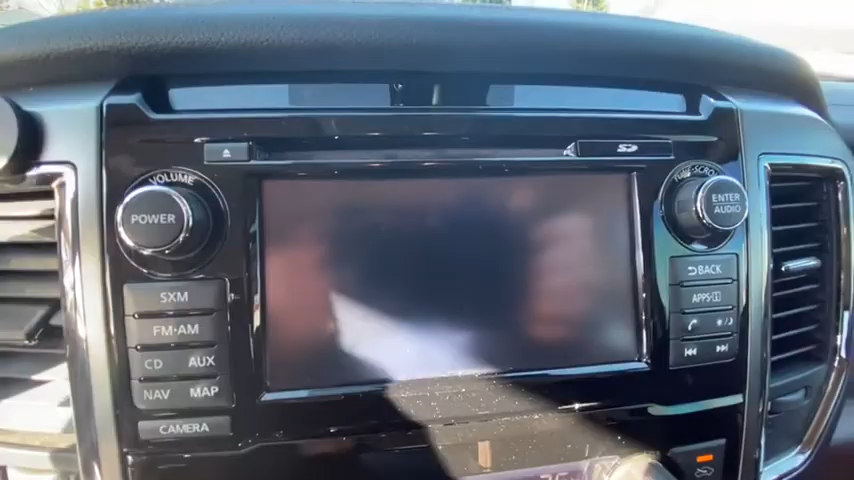 VOLUME
POWER
SXM
FM·AM
CD AUX
NAV MAP
CAMERA
SD
TUNE·SCROLL
ENTER
AUDIO
BACK
APPS·i